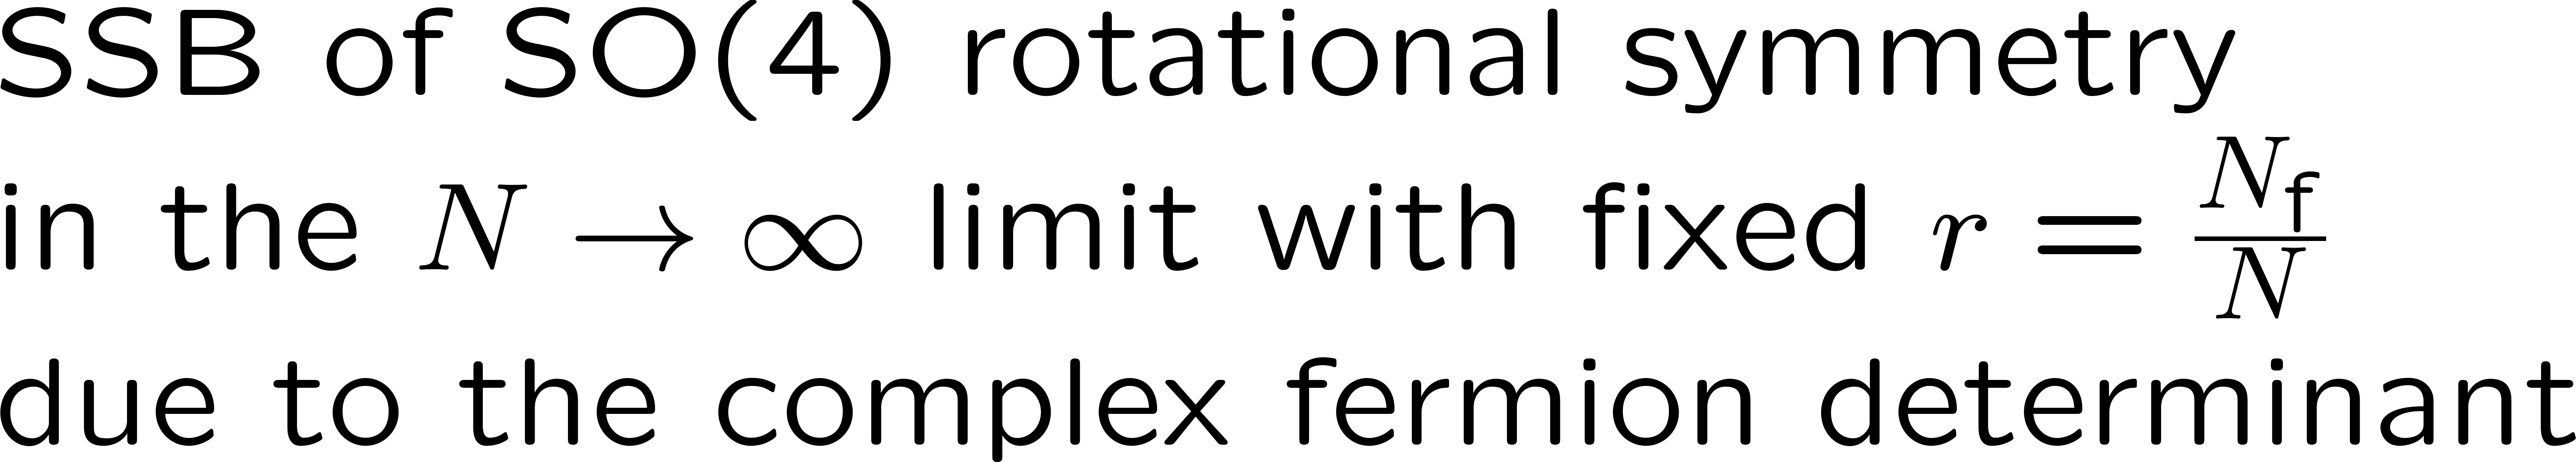 SSB of SO(4) rotational symmetry
in the N → ∞ limit with fixed r = N_f/N
due to the complex fermion determinant